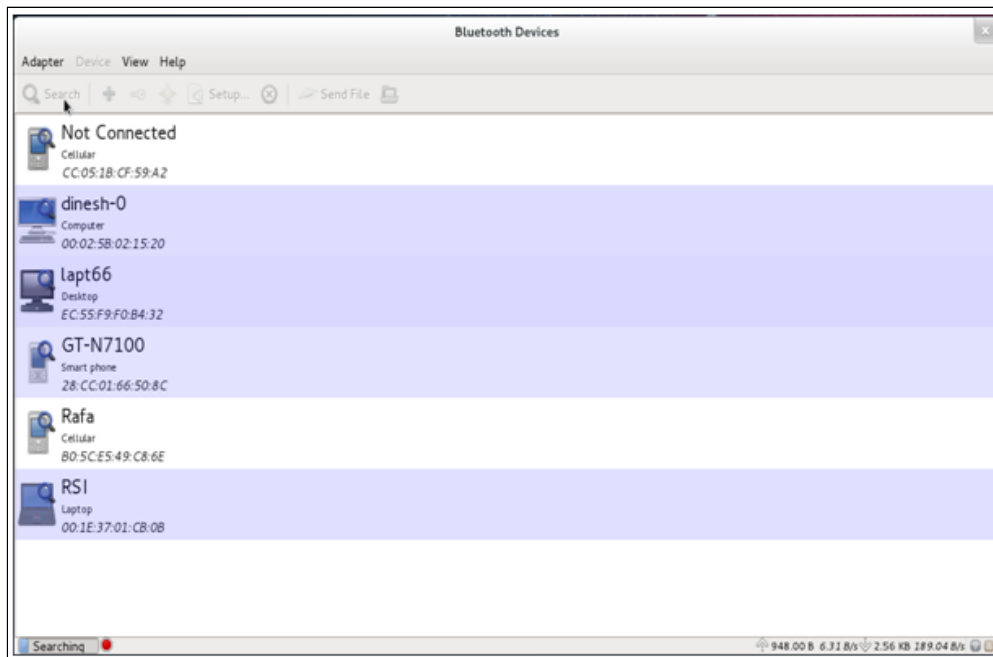 Bluetooth Devices
Adapter Device View Help
Search Setup... Send File
Not Connected
Cellular
CC:05:1B:CF:59:A2
dinesh-0
Computer
00:02:5B:02:15:20
lapt66
Desktop
EC:55:F9:F0:B4:32
GT-N7100
Smart phone
28:CC:01:66:50:8C
Rafa
Cellular
B0:5C:E5:49:C8:6E
RSI
Laptop
00:1E:37:01:CB:0B
Searching 948.00 B 6.31 B/s 2.56 KB 189.04 B/s